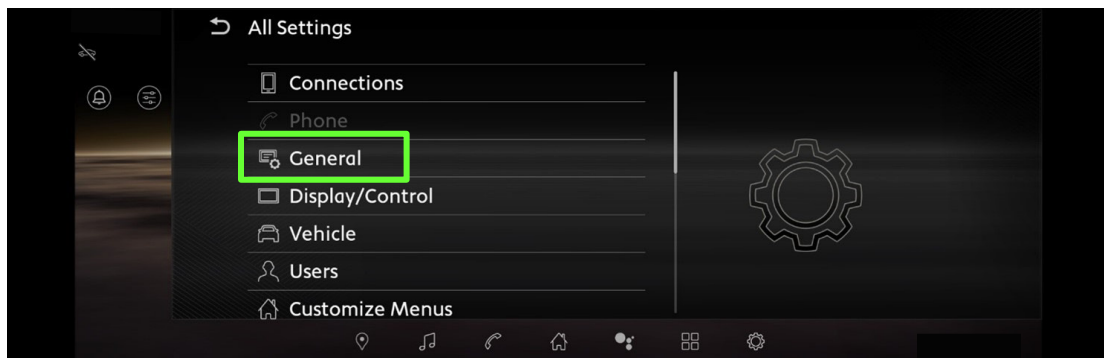 All Settings
Connections
Phone
General
Display/Control
Vehicle
Users
Customize Menus